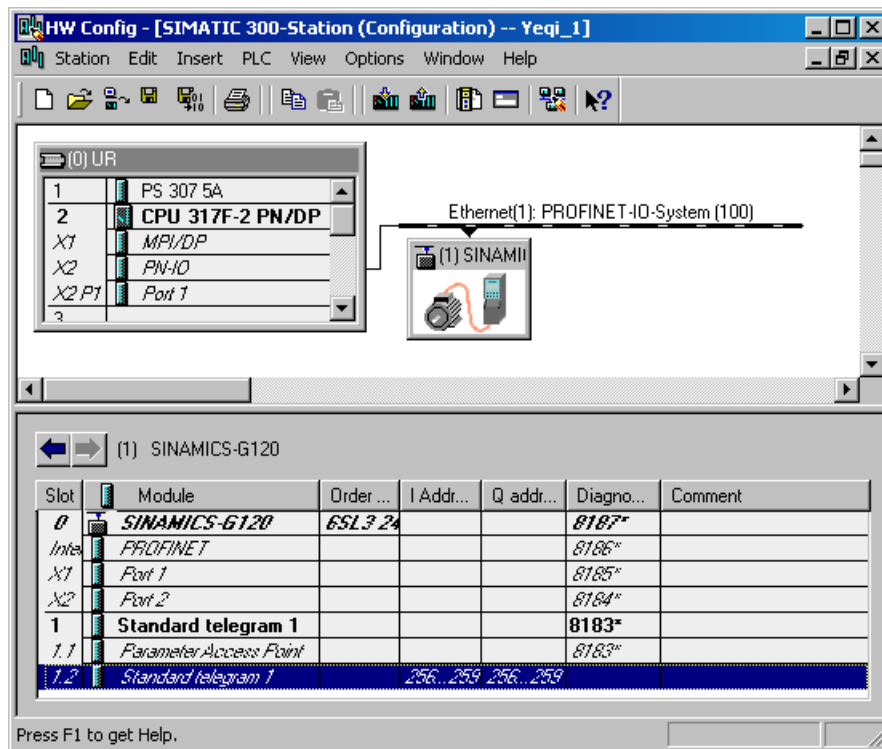 HW Config - [SIMATIC 300-Station (Configuration) -- Yeqi_1]
Station Edit Insert PLC View Options Window Help
(0) UR
1 PS 307 5A
2 CPU 317F-2 PN/DP
X1 MPI/DP
X2 PN-IO
X2 P1 Port 1
3
Ethernet(1): PROFINET-IO-System (100)
(1) SINAMI
(1) SINAMICS-G120
Slot Module Order ... I Addr... Q addr... Diagno... Comment
0 SINAMICS-G120 6SL3 24 8187*
Inte PROFINET 8186*
X1 Port 1 8185*
X2 Port 2 8184*
1 Standard telegram 1 8183*
1.1 Parameter Access Point 8183*
1.2 Standard telegram 1 256...259 256...259
Press F1 to get Help.